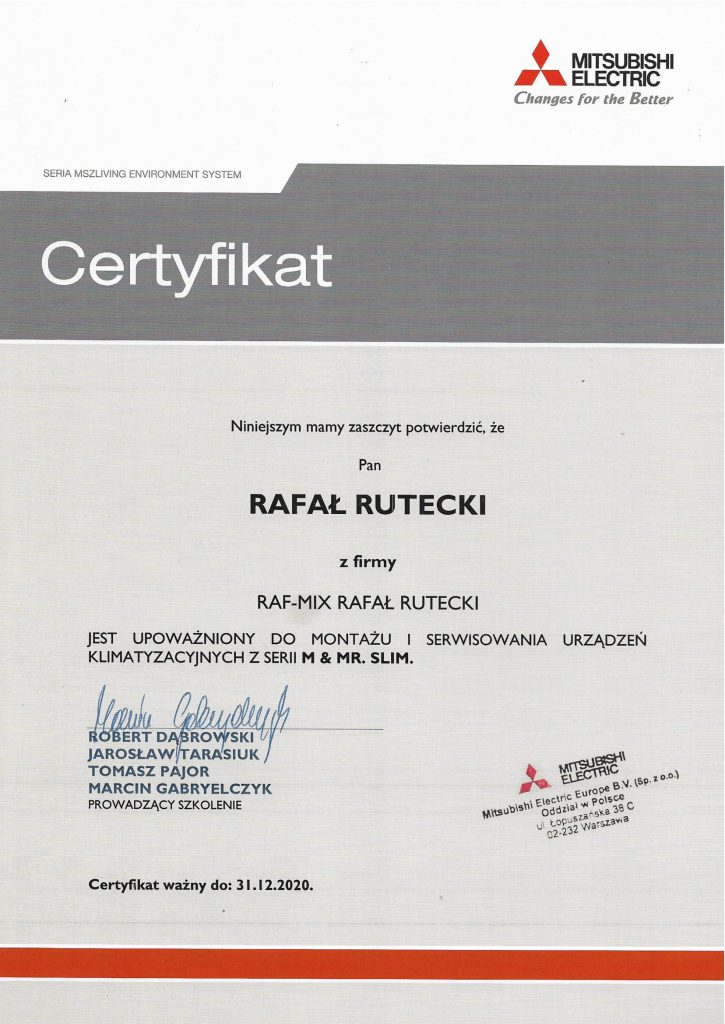 MITSUBISHI
ELECTRIC
Changes for the Better
SERIA MSZLIVING ENVIRONMENT SYSTEM
Certyfikat
Niniejszym mamy zaszczyt potwierdzić, że
Pan
RAFAŁ RUTECKI
z firmy
RAF-MIX RAFAŁ RUTECKI
JEST UPOWAŻNIONY DO MONTAŻU I SERWISOWANIA URZĄDZEŃ
KLIMATYZACYJNYCH Z SERII M & MR. SLIM.
Marcin Gabryelczyk
ROBERT DĄBROWSKI
JAROSŁAW TARASIUK
TOMASZ PAJOR
MARCIN GABRYELCZYK
PROWADZĄCY SZKOLENIE
MITSUBISHI
ELECTRIC
Mitsubishi Electric Europe B.V. (Sp. z o.o.)
Oddział w Polsce
ul. Łopuszańska 38 C
02-232 Warszawa
Certyfikat ważny do: 31.12.2020.